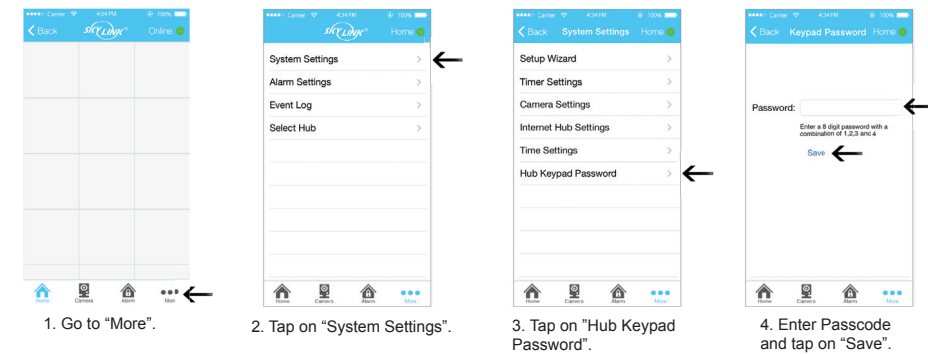 Carrier 4:34 PM 100%
Back SKYLINK® Online
Home Camera Alarm More
1. Go to “More”.
Carrier 4:34 PM 100%
SKYLINK® Home
System Settings
Alarm Settings
Event Log
Select Hub
Home Camera Alarm More
2. Tap on “System Settings”.
Carrier 4:34 PM 100%
Back System Settings Home
Setup Wizard
Timer Settings
Camera Settings
Internet Hub Settings
Time Settings
Hub Keypad Password
Home Camera Alarm More
3. Tap on ”Hub Keypad
Password”.
Carrier 4:34 PM 100%
Back Keypad Password Home
Password:
Enter a 8 digit password with a
combination of 1,2,3 and 4
Save
Home Camera Alarm More
4. Enter Passcode
and tap on “Save”.